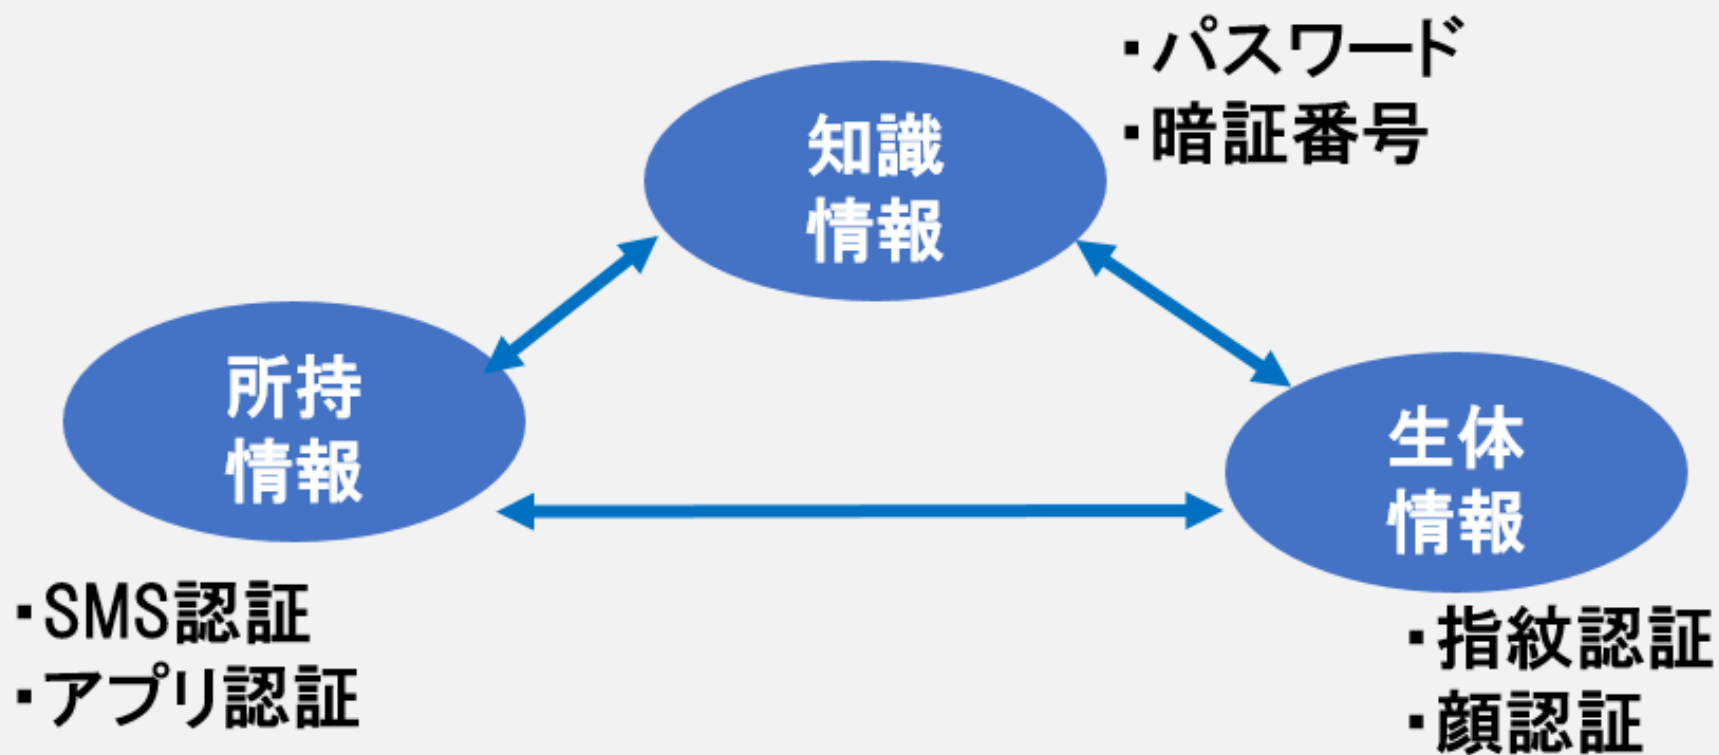 ・パスワード
・暗証番号
知識
情報
所持
情報
・SMS認証
・アプリ認証
生体
情報
・指紋認証
・顔認証